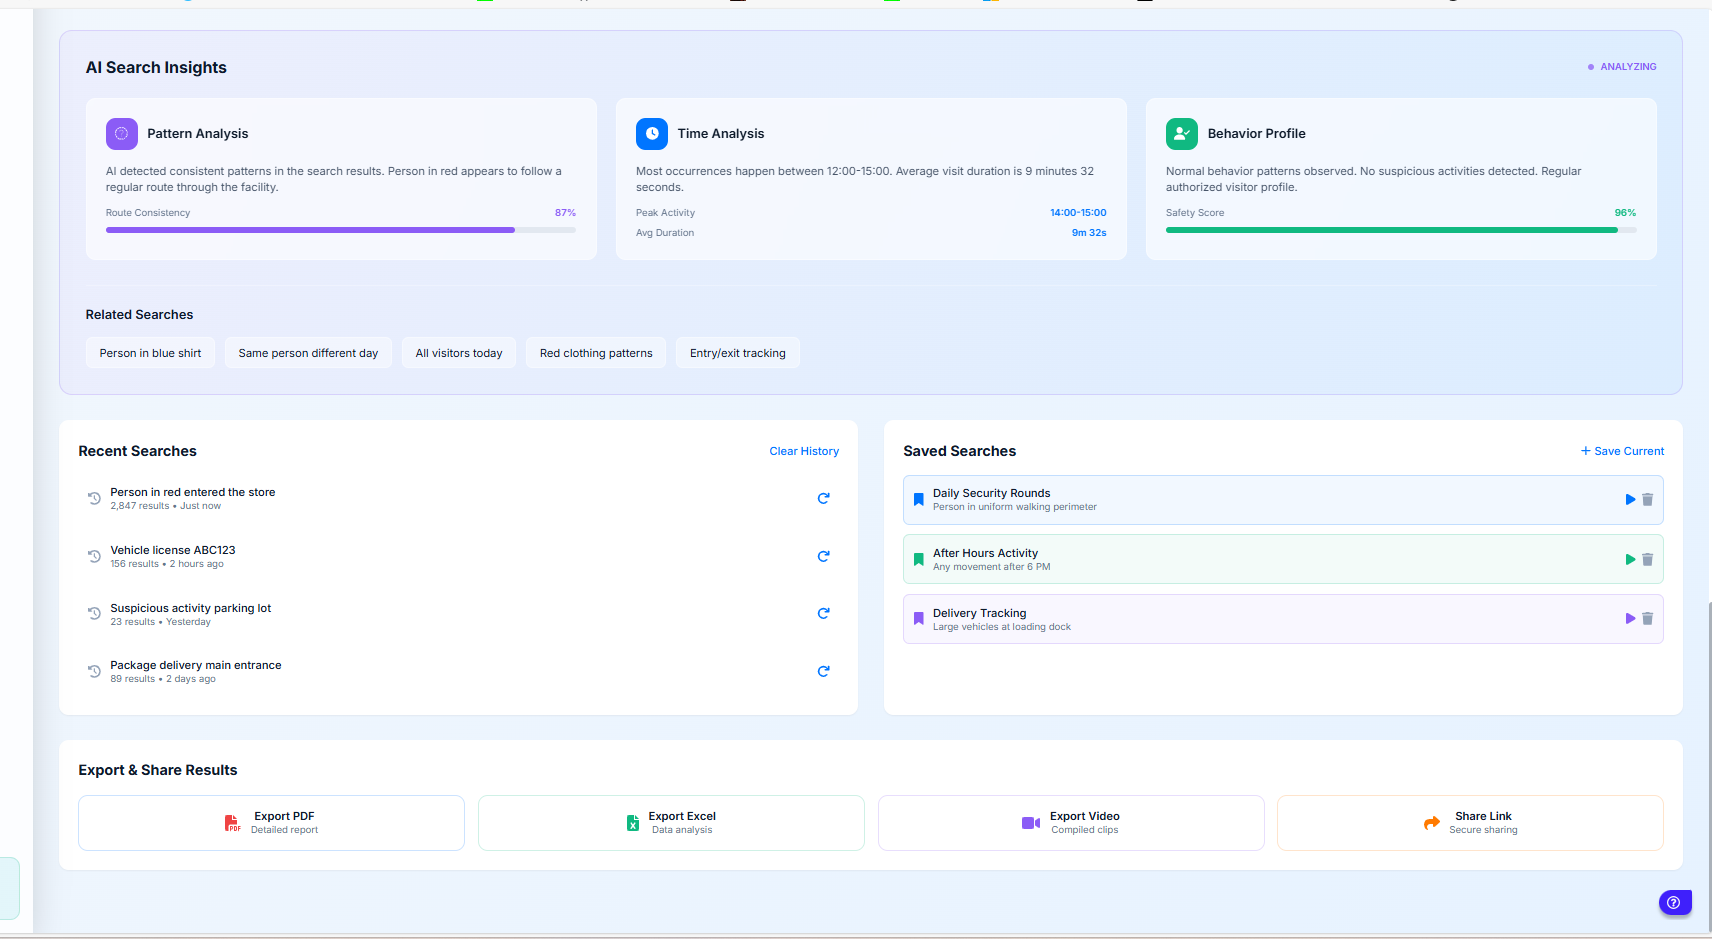 AI Search Insights
ANALYZING
Pattern Analysis
AI detected consistent patterns in the search results. Person in red appears to follow a
regular route through the facility.
Route Consistency
87%
Time Analysis
Most occurrences happen between 12:00-15:00. Average visit duration is 9 minutes 32
seconds.
Peak Activity
14:00-15:00
Avg Duration
9m 32s
Behavior Profile
Normal behavior patterns observed. No suspicious activities detected. Regular
authorized visitor profile.
Safety Score
96%
Related Searches
Person in blue shirt
Same person different day
All visitors today
Red clothing patterns
Entry/exit tracking
Recent Searches
Clear History
Person in red entered the store
2,847 results • Just now
Vehicle license ABC123
156 results • 2 hours ago
Suspicious activity parking lot
23 results • Yesterday
Package delivery main entrance
89 results • 2 days ago
Saved Searches
+ Save Current
Daily Security Rounds
Person in uniform walking perimeter
After Hours Activity
Any movement after 6 PM
Delivery Tracking
Large vehicles at loading dock
Export & Share Results
PDF
Export PDF
Detailed report
X
Export Excel
Data analysis
Export Video
Compiled clips
Share Link
Secure sharing
?